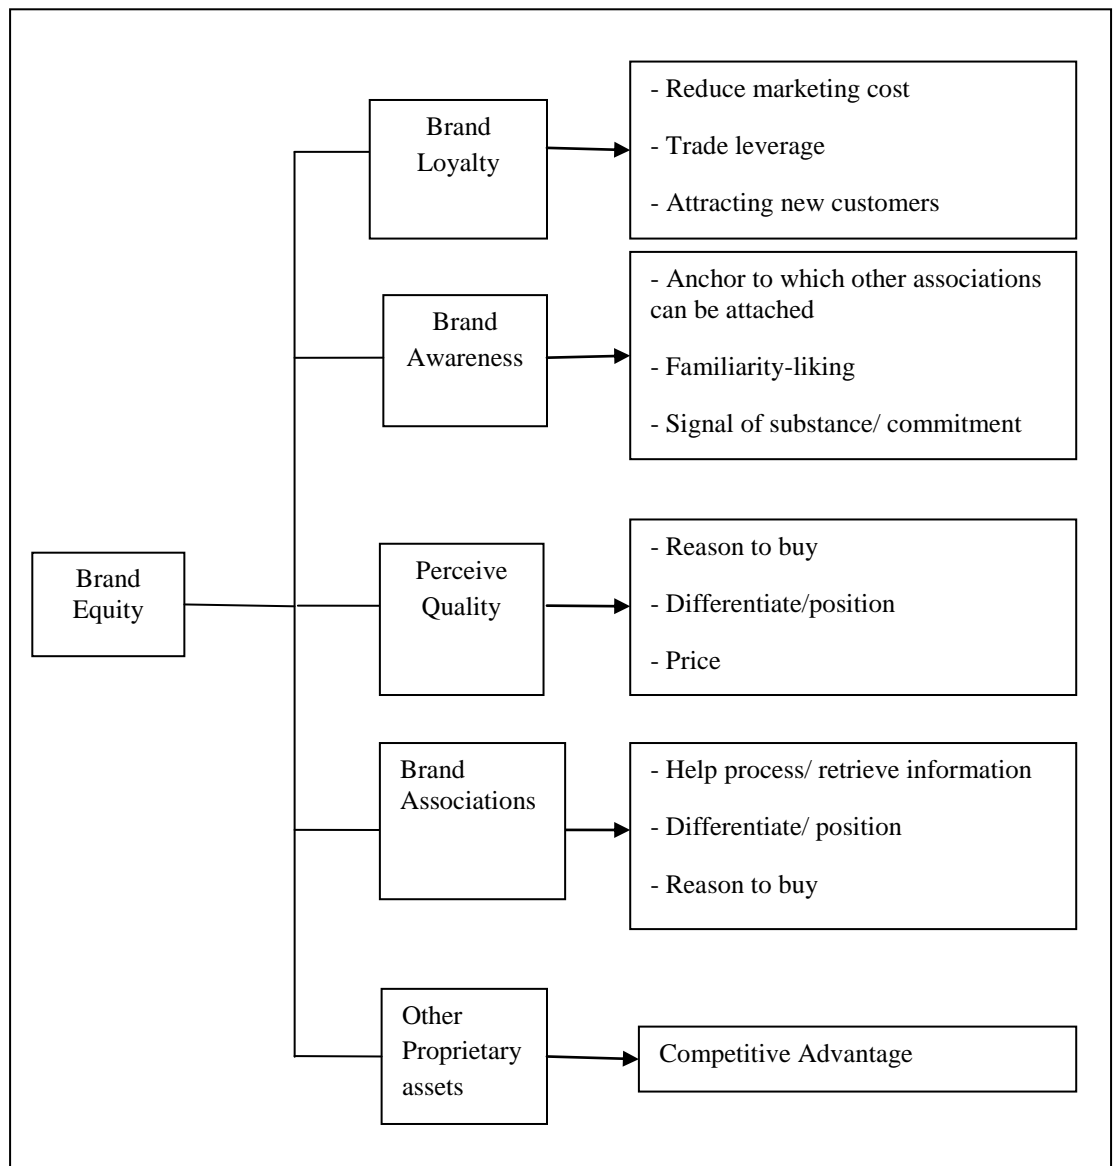 Brand
Loyalty
- Reduce marketing cost
- Trade leverage
- Attracting new customers
Brand
Awareness
- Anchor to which other associations
can be attached
- Familiarity-liking
- Signal of substance/ commitment
Brand
Equity
Perceive
Quality
- Reason to buy
- Differentiate/position
- Price
Brand
Associations
- Help process/ retrieve information
- Differentiate/ position
- Reason to buy
Other
Proprietary
assets
Competitive Advantage